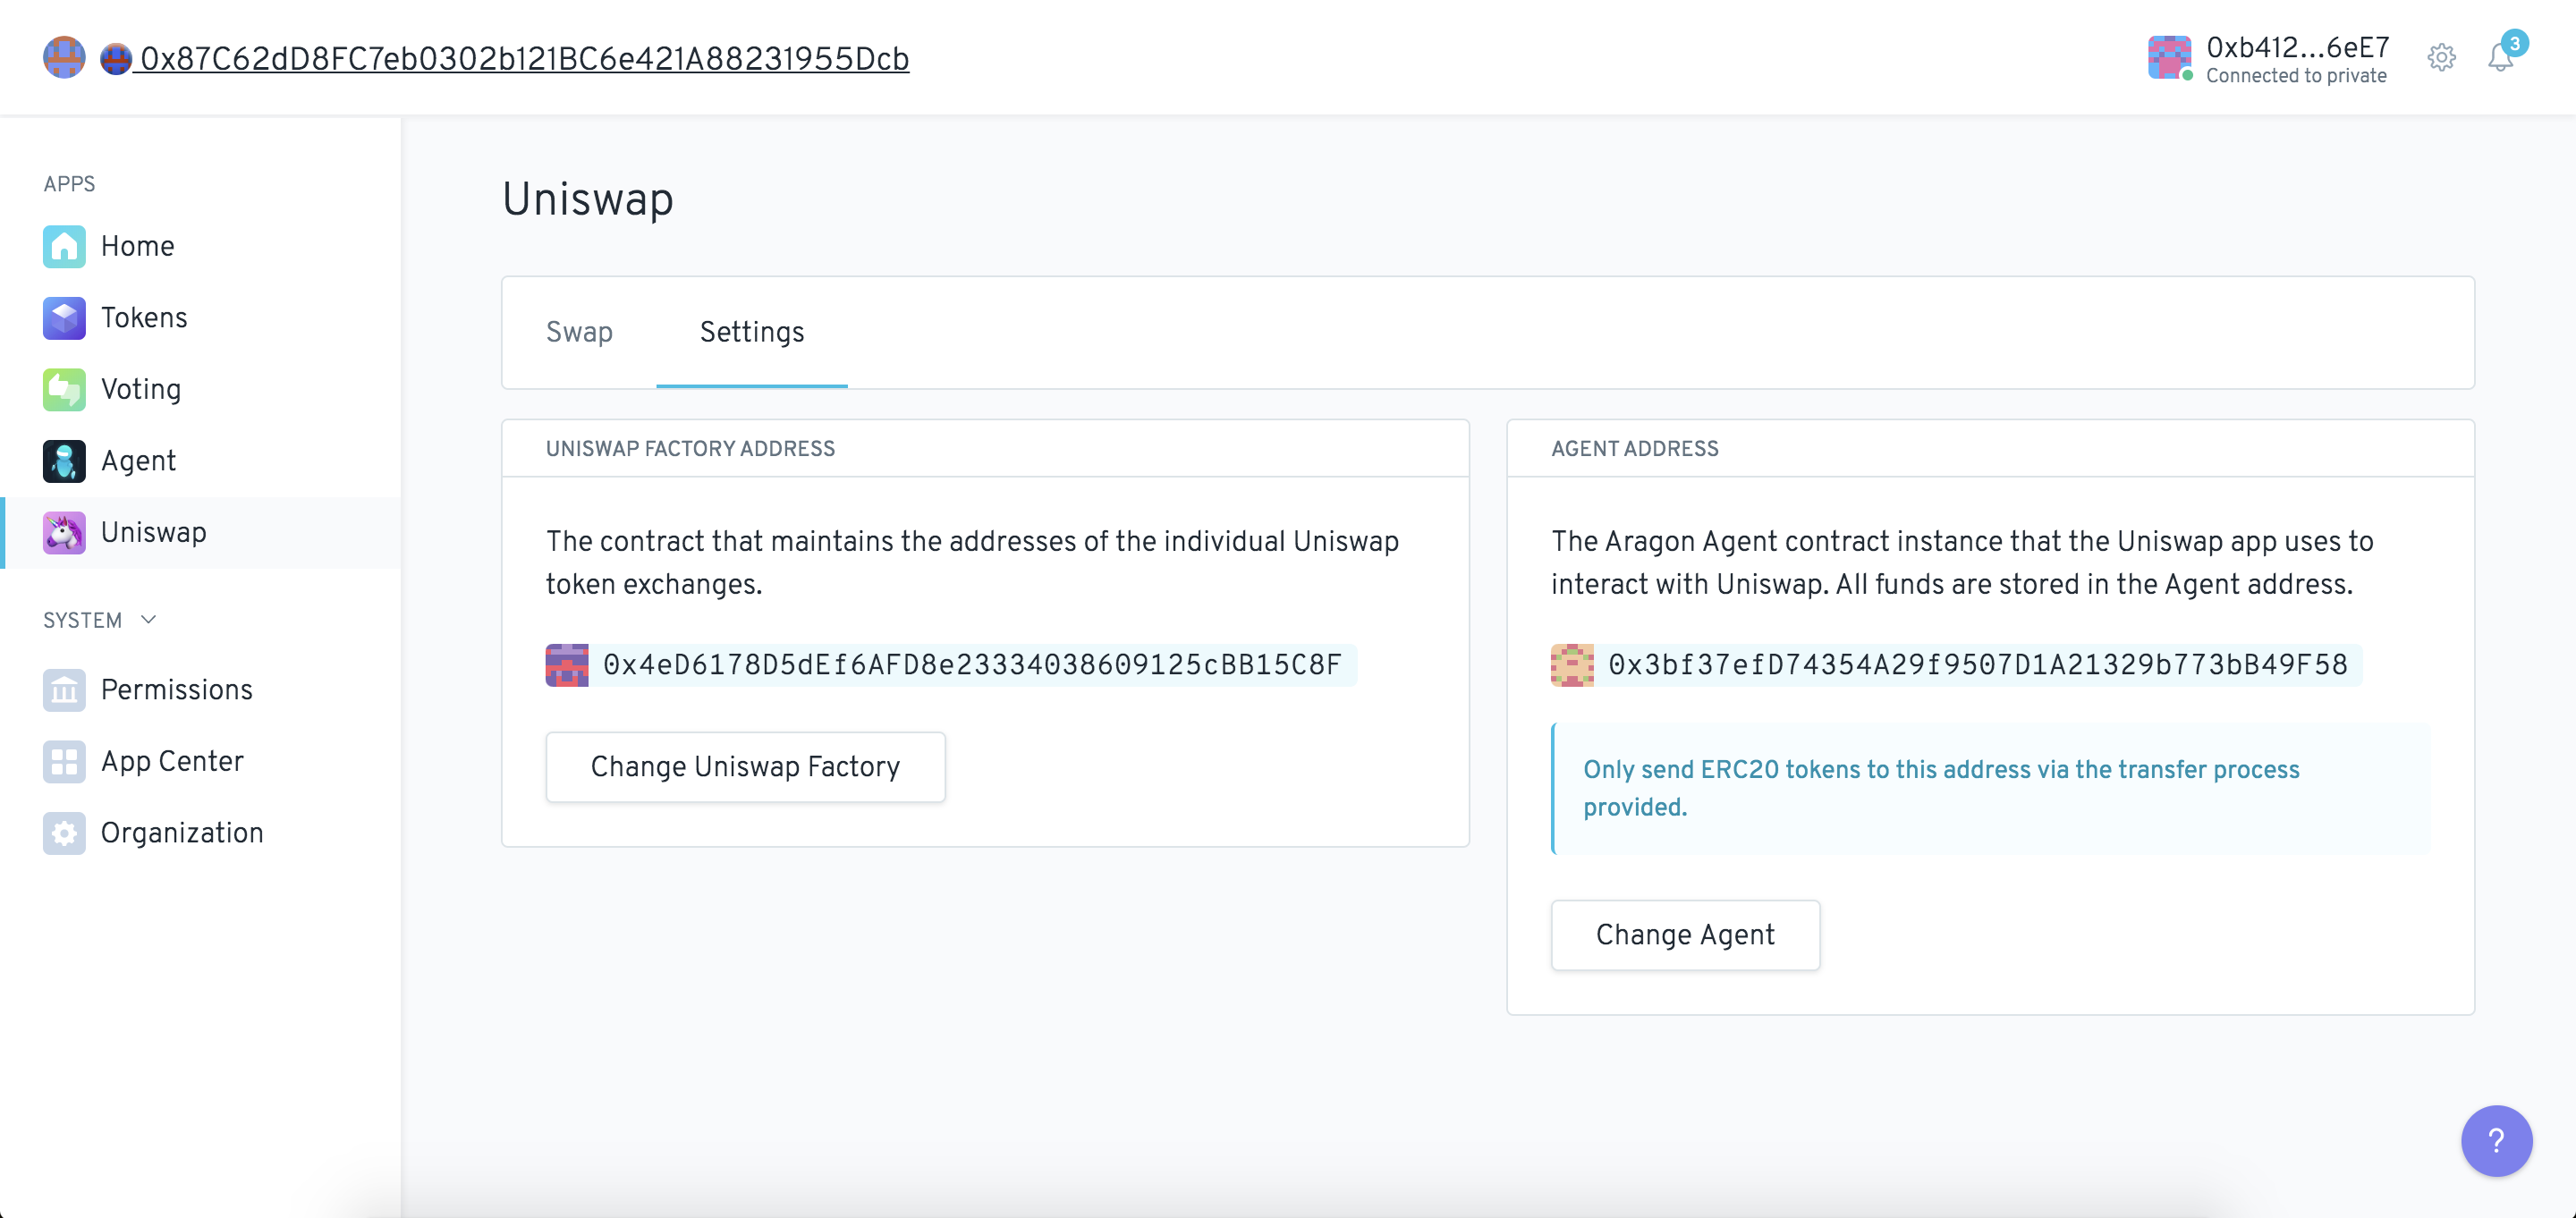 0x87C62dD8FC7eb0302b121BC6e421A88231955Dcb
0xb412...6eE7
Connected to private
3
APPS
Home
Tokens
Voting
Agent
Uniswap
SYSTEM
Permissions
App Center
Organization
Uniswap
Swap
Settings
UNISWAP FACTORY ADDRESS
The contract that maintains the addresses of the individual Uniswap
token exchanges.
0x4eD6178D5dEf6AFD8e23334038609125cBB15C8F
Change Uniswap Factory
AGENT ADDRESS
The Aragon Agent contract instance that the Uniswap app uses to
interact with Uniswap. All funds are stored in the Agent address.
0x3bf37efD74354A29f9507D1A21329b773bB49F58
Only send ERC20 tokens to this address via the transfer process
provided.
Change Agent
?